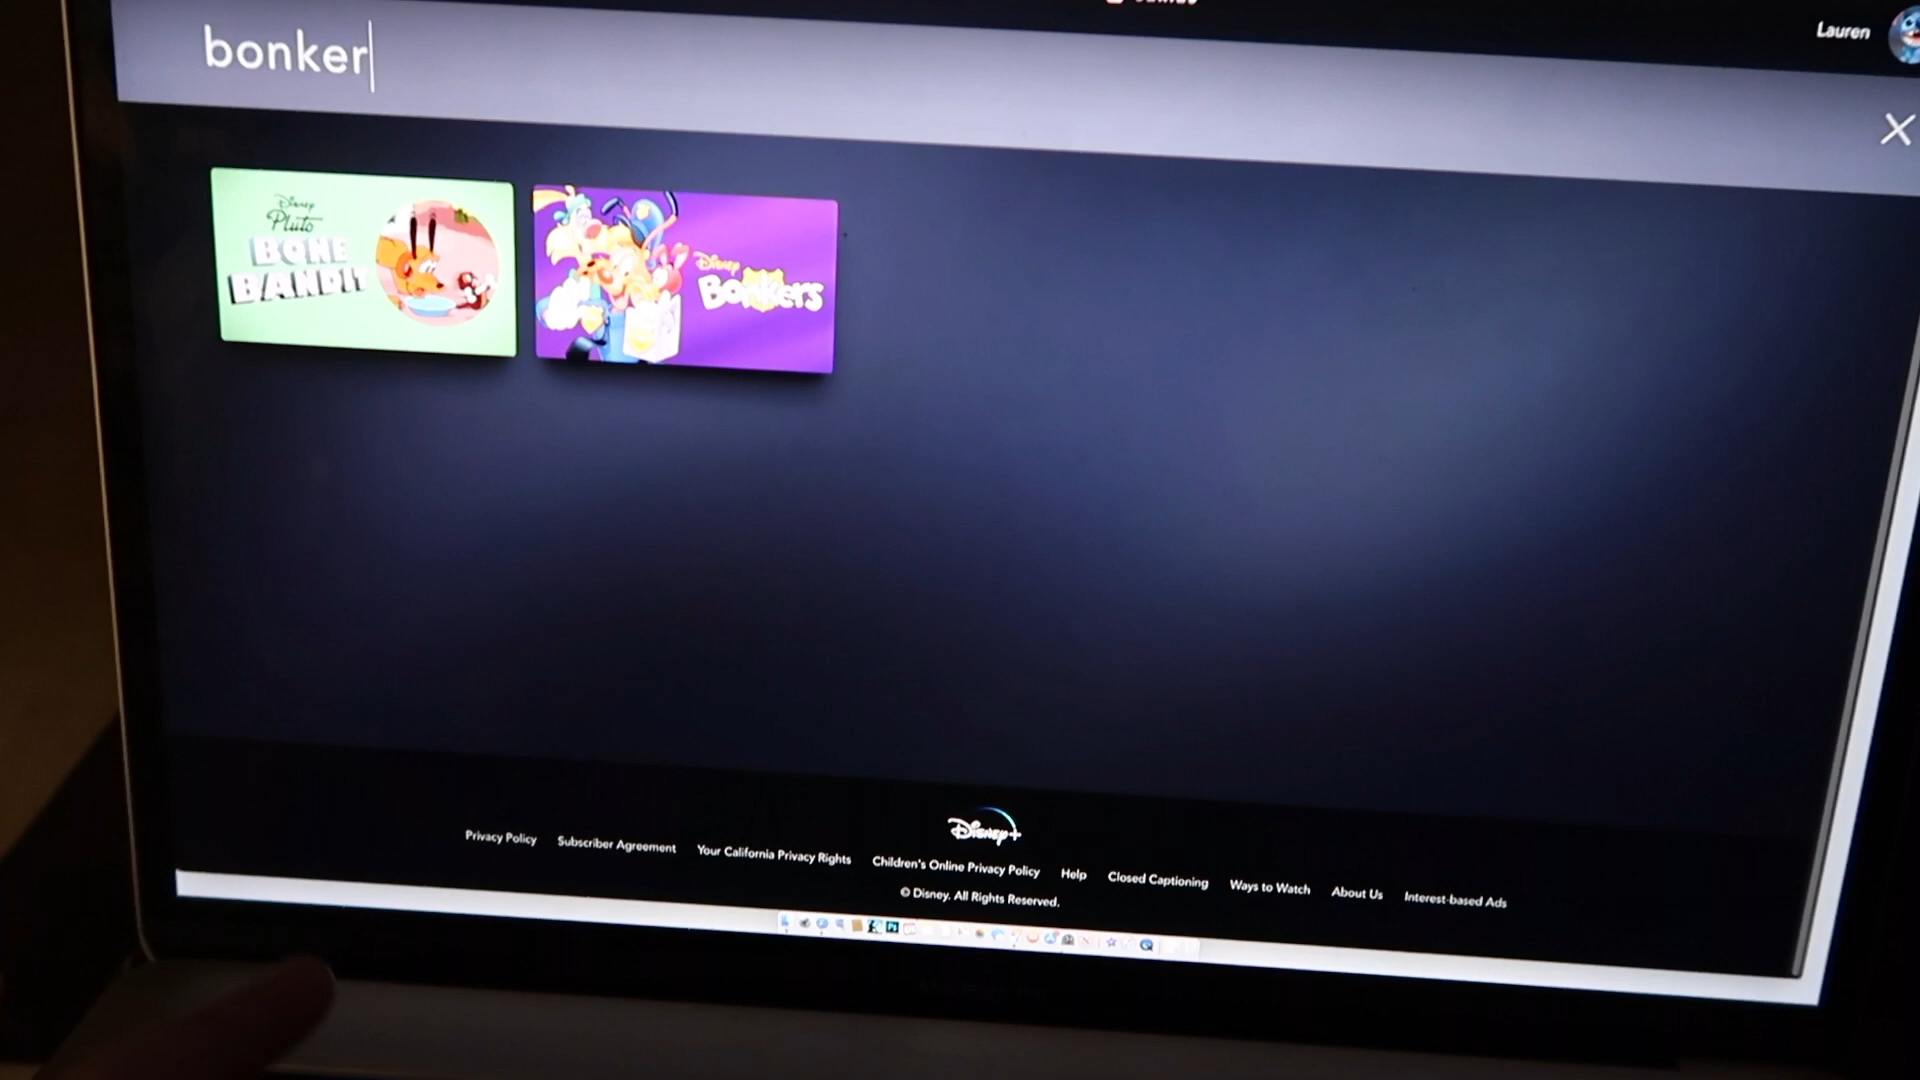 Lauren
bonker
Disney
Pluto
BONE
BANDIT
Disney
Bonkers
Disney+
Privacy Policy Subscriber Agreement Your California Privacy Rights Children's Online Privacy Policy Help Closed Captioning Ways to Watch About Us Interest-based Ads
© Disney. All Rights Reserved.